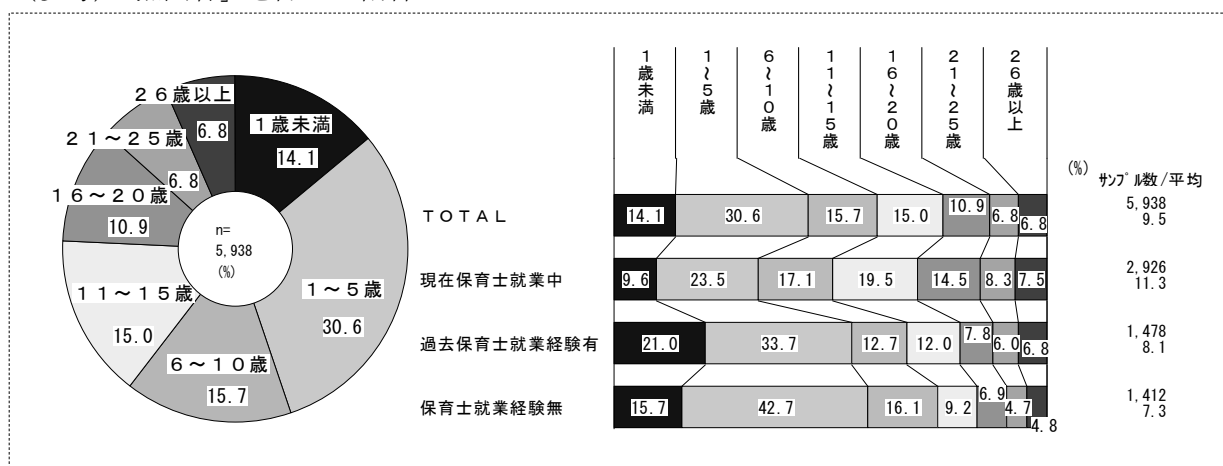 26歳以上
6.8
1歳未満
14.1
21～25歳
6.8
16～20歳
10.9
n=
5,938
(%)
11～15歳
15.0
1～5歳
30.6
6～10歳
15.7
1歳未満
1～5歳
6～10歳
11～15歳
16～20歳
21～25歳
26歳以上
(%)
ｻﾝﾌﾟﾙ数/平均
TOTAL 14.1 30.6 15.7 15.0 10.9 6.8 6.8 5,938
9.5
現在保育士就業中 9.6 23.5 17.1 19.5 14.5 8.3 7.5 2,926
11.3
過去保育士就業経験有 21.0 33.7 12.7 12.0 7.8 6.0 6.8 1,478
8.1
保育士就業経験無 15.7 42.7 16.1 9.2 6.9 4.7 4.8 1,412
7.3